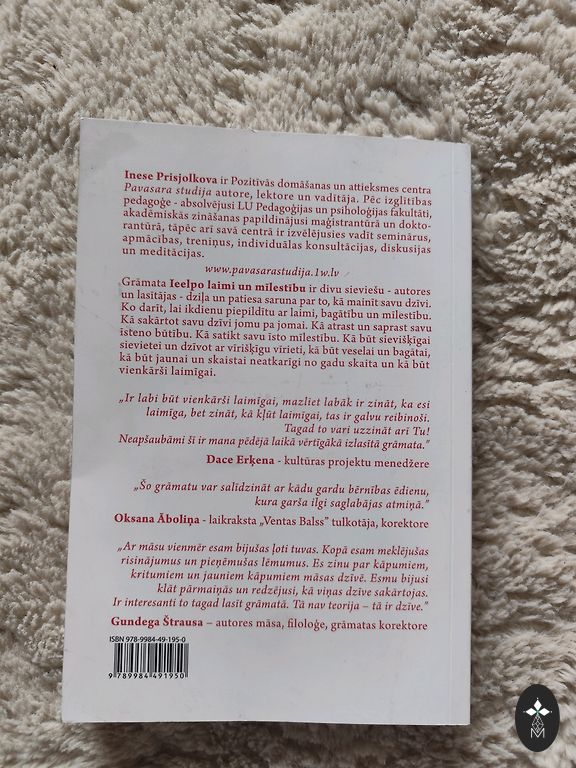 Inese Prisjolkova ir Pozitīvās domāšanas un attieksmes centra
Pavasara studija autore, lektore un vadītāja. Pēc izglītības
pedagoģe - absolvējusi LU Pedagoģijas un psiholoģijas fakultāti,
akadēmiskās zināšanas papildinājusi maģistrantūrā un dokto-
rantūrā, tāpēc arī savā centrā ir izvēlējusies vadīt seminārus,
apmācības, treniņus, individuālas konsultācijas, diskusijas
un meditācijas.
www.pavasarastudija.1w.lv
Grāmata Ieelpo laimi un mīlestību ir divu sieviešu - autores
un lasītājas - dziļa un patiesa saruna par to, kā mainīt savu dzīvi.
Ko darīt, lai ikdienu piepildītu ar laimi, bagātību un mīlestību.
Kā sakārtot savu dzīvi jomu pa jomai. Kā atrast un saprast savu
īsteno būtību. Kā satikt savu īsto mīlestību. Kā būt sievišķīgai
sievietei un dzīvot ar vīrišķīgu vīrieti, kā būt veselai un bagātai,
kā būt jaunai un skaistai neatkarīgi no gadu skaita un kā būt
vienkārši laimīgai.
„Ir labi būt vienkārši laimīgai, mazliet labāk ir zināt, ka esi
laimīga, bet zināt, kā kļūt laimīgai, tas ir galvu reibinoši.
Tagad to vari uzzināt arī Tu!
Neapšaubāmi šī ir mana pēdējā laikā vērtīgākā izlasītā grāmata."
Dace Erķena - kultūras projektu menedžere
„Šo grāmatu var salīdzināt ar kādu gardu bērnības ēdienu,
kura garša ilgi saglabājas atmiņā."
Oksana Āboliņa - laikraksta „Ventas Balss" tulkotāja, korektore
„Ar māsu vienmēr esam bijušas ļoti tuvas. Kopā esam meklējušas
risinājumus un pieņēmušas lēmumus. Es zinu par kāpumiem,
kritumiem un jauniem kāpumiem māsas dzīvē. Esmu bijusi
klāt pārmaiņās un redzējusi, kā viņas dzīve sakārtojas.
Ir interesanti to tagad lasīt grāmatā. Tā nav teorija – tā ir dzīve."
Gundega Štrausa – autores māsa, filoloģe, grāmatas korektore
ISBN 978-9984-49-195-0
9 789984 491950
M